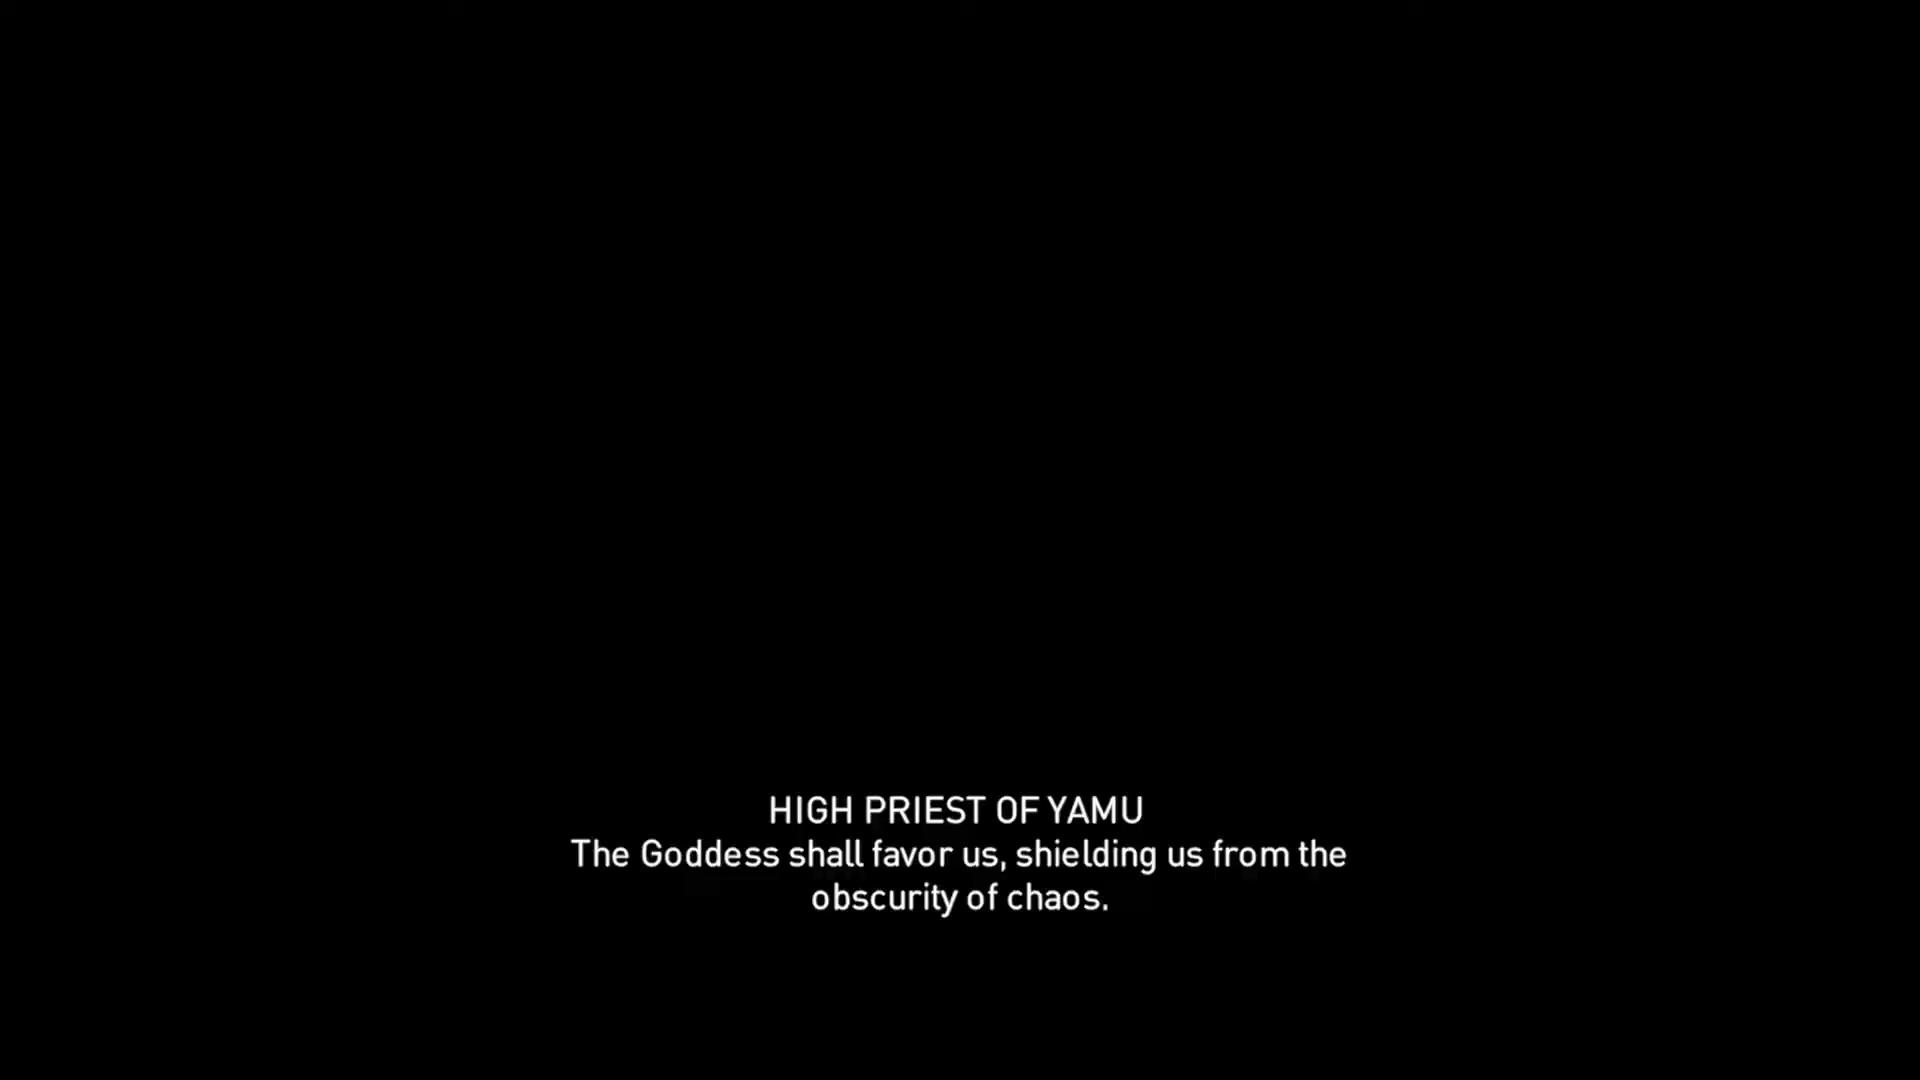 HIGH PRIEST OF YAMU
The Goddess shall favor us, shielding us from the
obscurity of chaos.